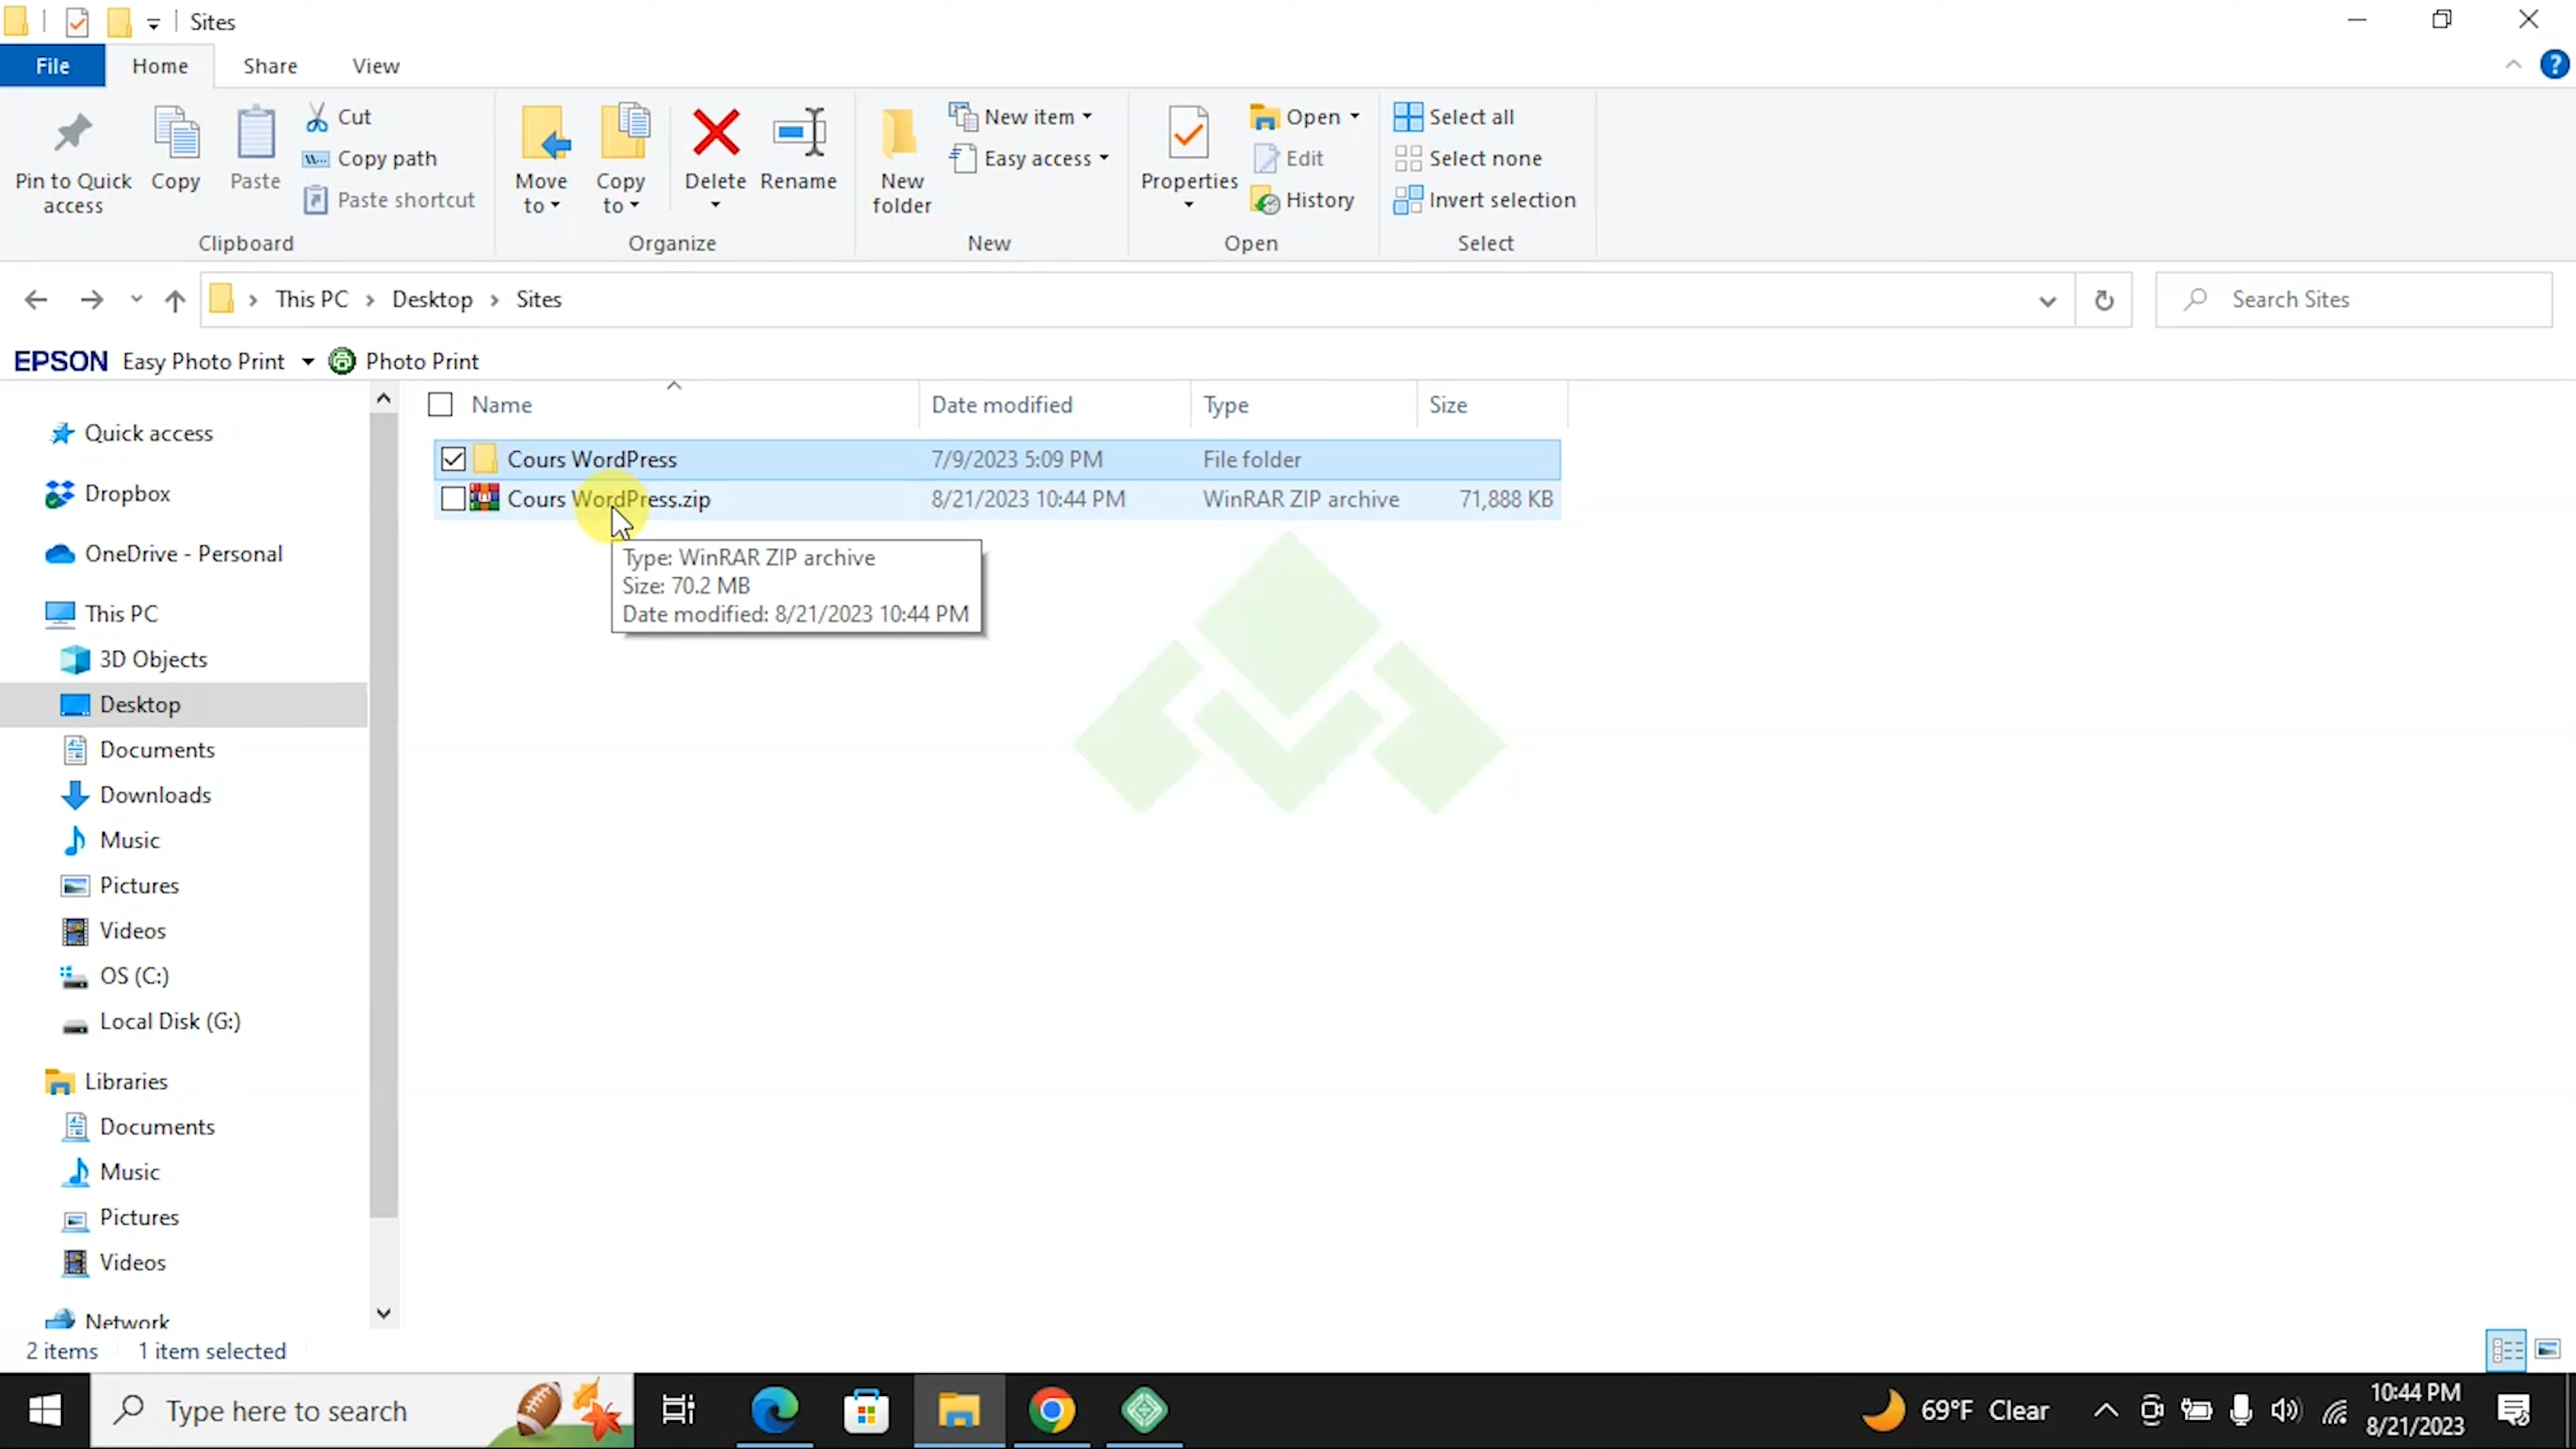 Sites
File Home Share View
Pin to Quick access
Copy
Paste
Cut
Copy path
Paste shortcut
Clipboard
Move to
Copy to
Delete
Rename
Organize
New folder
New item
Easy access
New
Properties
Open
Edit
History
Open
Select all
Select none
Invert selection
Select
This PC > Desktop > Sites
Search Sites
EPSON Easy Photo Print Photo Print
Name Date modified Type Size
Cours WordPress 7/9/2023 5:09 PM File folder
Cours WordPress.zip 8/21/2023 10:44 PM WinRAR ZIP archive 71,888 KB
Type: WinRAR ZIP archive
Size: 70.2 MB
Date modified: 8/21/2023 10:44 PM
Quick access
Dropbox
OneDrive - Personal
This PC
3D Objects
Desktop
Documents
Downloads
Music
Pictures
Videos
OS (C:)
Local Disk (G:)
Libraries
Documents
Music
Pictures
Videos
Network
2 items 1 item selected
Type here to search
69°F Clear
10:44 PM
8/21/2023